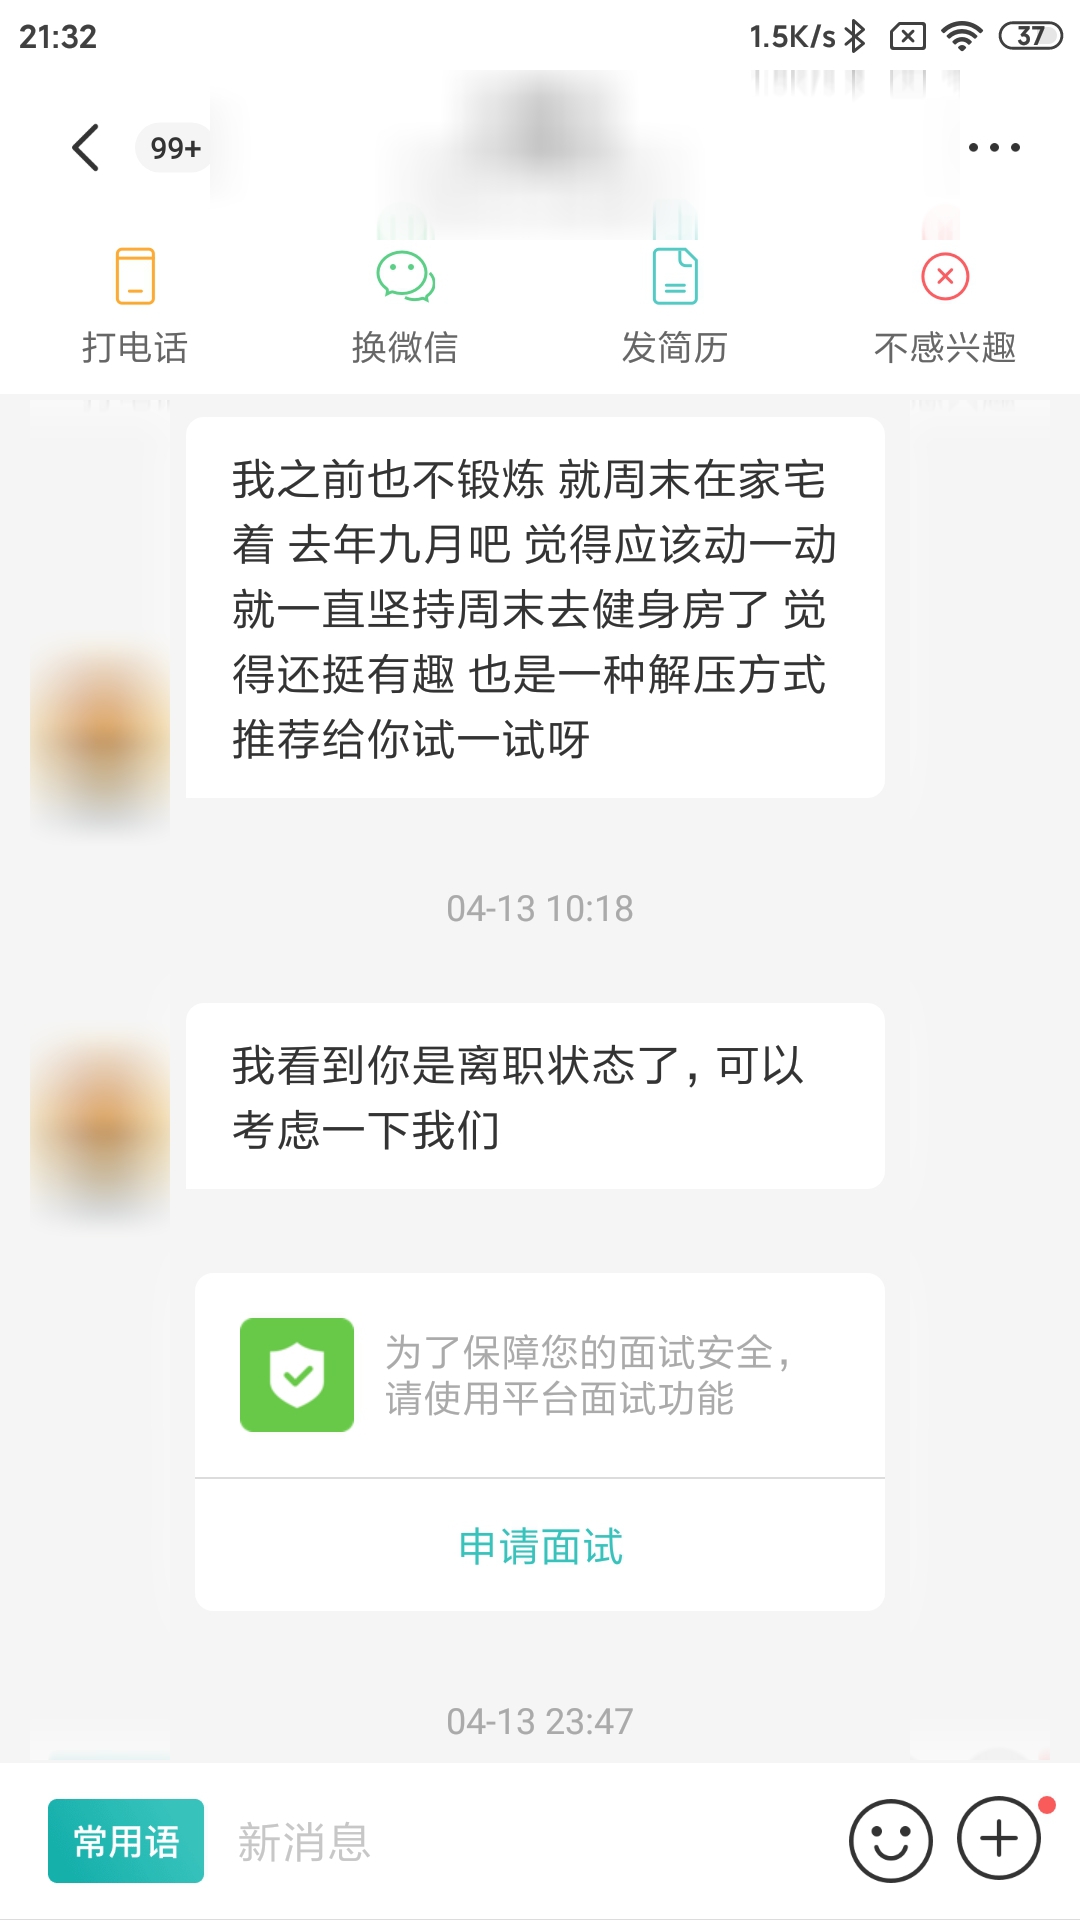 21:32
1.5K/s
37
99+
打电话
换微信
发简历
不感兴趣
我之前也不锻炼 就周末在家宅
着 去年九月吧 觉得应该动一动
就一直坚持周末去健身房了 觉
得还挺有趣 也是一种解压方式
推荐给你试一试呀
04-13 10:18
我看到你是离职状态了，可以
考虑一下我们
为了保障您的面试安全，
请使用平台面试功能
申请面试
04-13 23:47
常用语
新消息